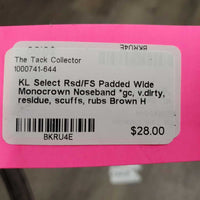 BKRU4E
The Tack Collector
1000741-644
KL Select Rsd/FS Padded Wide
Monocrown Noseband *gc, v.dirty,
residue, scuffs, rubs Brown H
BKRU4E
$28.00